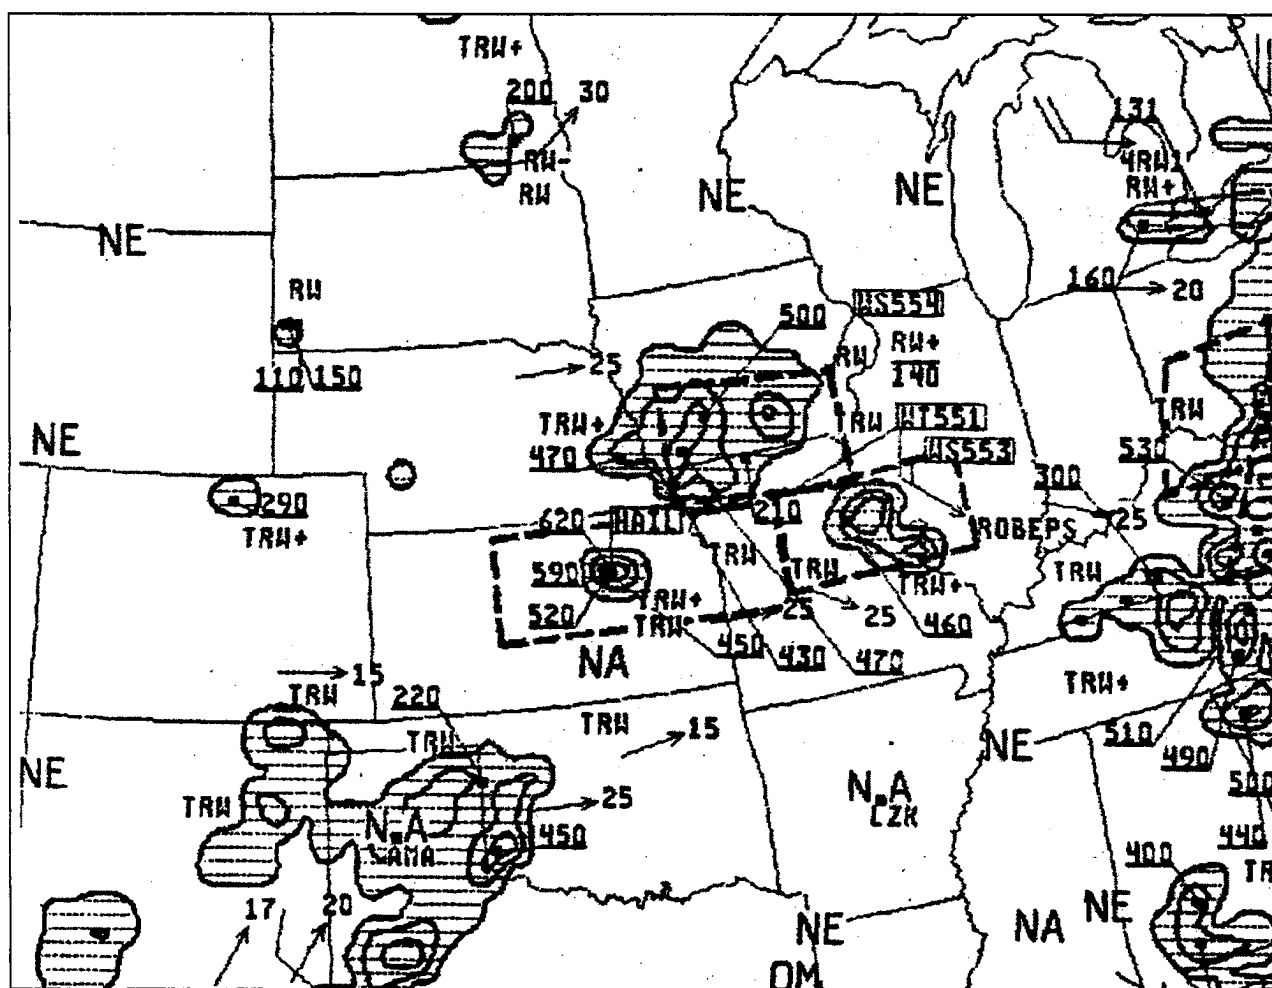 TRW+
200
30
131
RW-
RW
4RW1
RW+
NE
NE
NE
RW
160
20
500
WS554
110
150
25
RW
RW+
140
TRW+
TRW
WT551
TRW
NE
470
WS553
530
300
290
TRW+
620
HAIL
210
ROBEPS
25
TRW
TRW
TRW
590
TRW+
TRW+
520
TRW-
25
25
460
NA
450
430
470
15
TRW
TRW+
220
TRW
15
TRW
NE
510
490
NE
TRW
25
N.A
LZK
N.A
AMA
450
500
440
400
TR
17
20
NE
NA
NE
OM